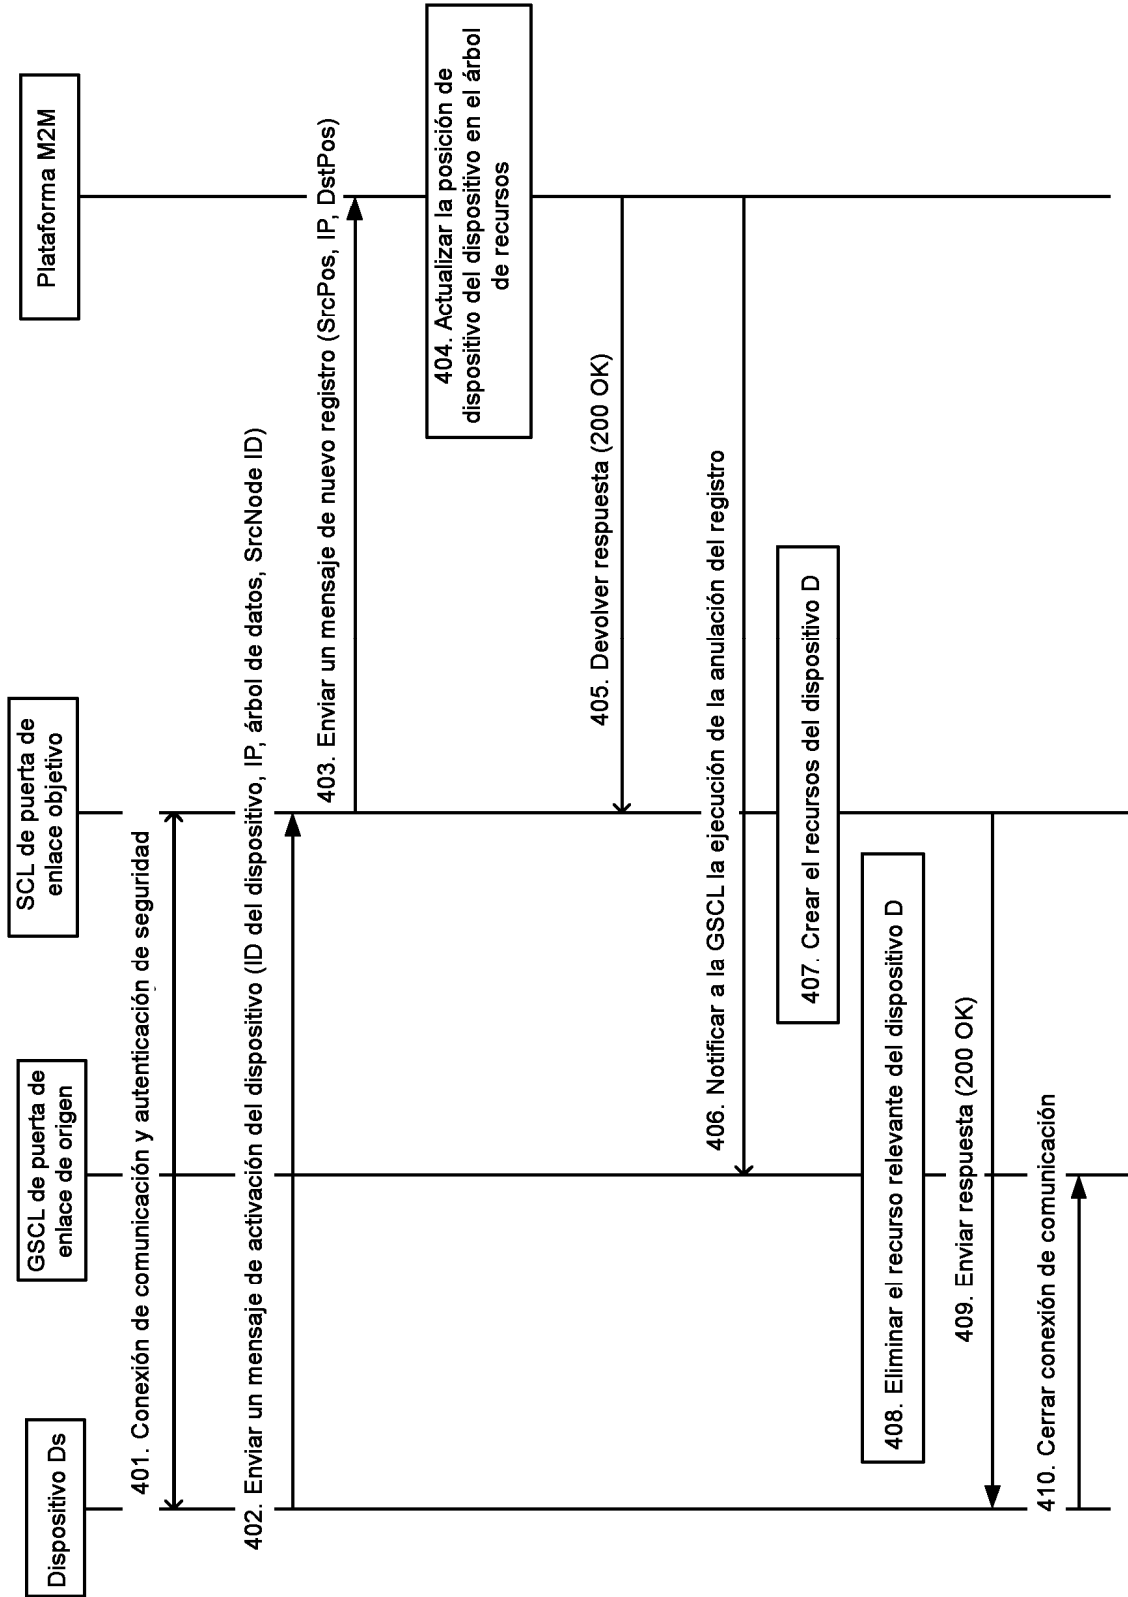 Dispositivo Ds
GSCL de puerta de
enlace de origen
SCL de puerta de
enlace objetivo
Plataforma M2M
401. Conexión de comunicación y autenticación de seguridad
402. Enviar un mensaje de activación del dispositivo (ID del dispositivo, IP, árbol de datos, SrcNode ID)
403. Enviar un mensaje de nuevo registro (SrcPos, IP, DstPos)
404. Actualizar la posición de
dispositivo del dispositivo en el árbol
de recursos
405. Devolver respuesta (200 OK)
406. Notificar a la GSCL la ejecución de la anulación del registro
407. Crear el recursos del dispositivo D
408. Eliminar el recurso relevante del dispositivo D
409. Enviar respuesta (200 OK)
410. Cerrar conexión de comunicación